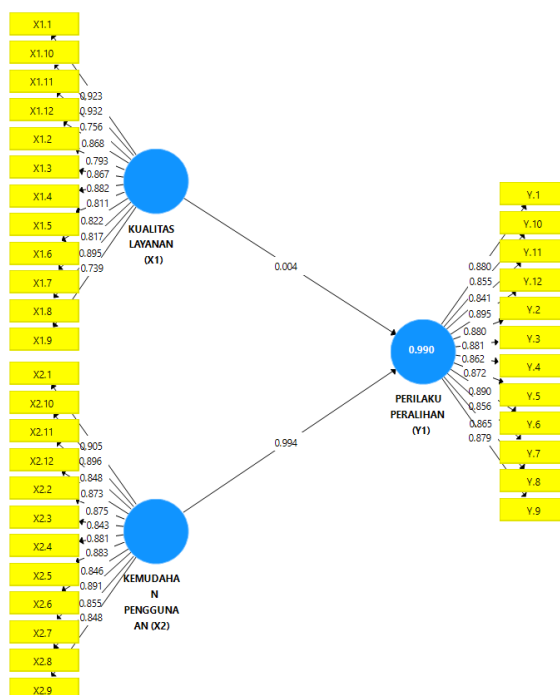 X1.1
X1.10
X1.11
X1.12
X1.2
X1.3
X1.4
X1.5
X1.6
X1.7
X1.8
X1.9
0.923
0.932
0.756
0.868
0.793
0.867
0.882
0.811
0.822
0.817
0.895
0.739
KUALITAS
LAYANAN
(X1)
0.004
X2.1
X2.10
X2.11
X2.12
X2.2
X2.3
X2.4
X2.5
X2.6
X2.7
X2.8
X2.9
0.905
0.896
0.848
0.873
0.875
0.843
0.881
0.883
0.846
0.891
0.855
0.848
KEMUDAHA
N
PENGGUNA
AN (X2)
0.994
0.990
PERILAKU
PERALIHAN
(Y1)
0.880
0.855
0.841
0.895
0.880
0.881
0.862
0.872
0.890
0.856
0.865
0.879
Y.1
Y.10
Y.11
Y.12
Y.2
Y.3
Y.4
Y.5
Y.6
Y.7
Y.8
Y.9